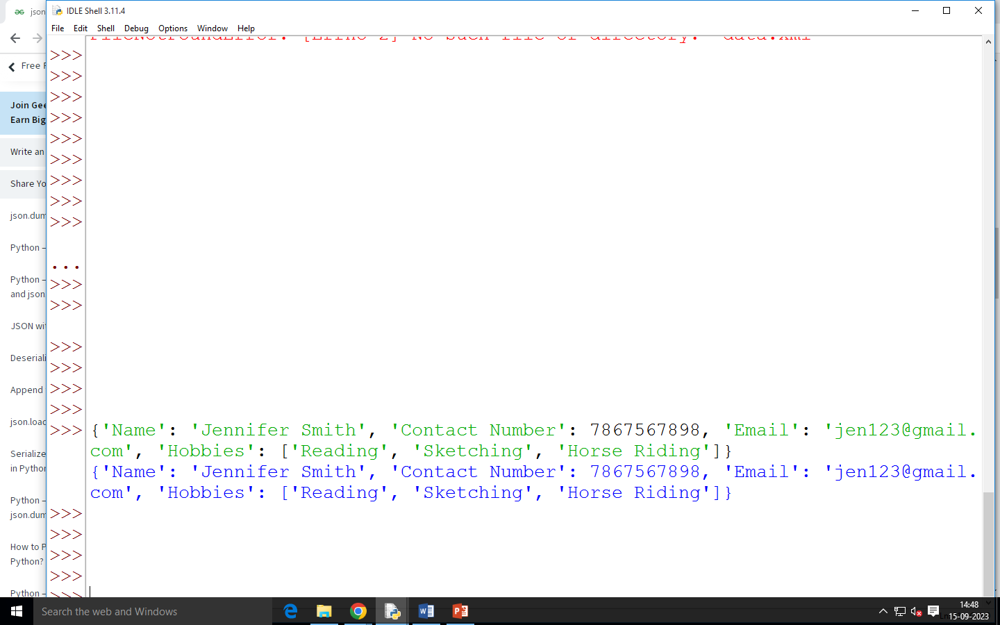 json
IDLE Shell 3.11.4
File Edit Shell Debug Options Window Help
FileNotFoundError: [Errno 2] No such file or directory: 'data.xml'
Free
>>>
>>>
>>>
Join Gee
>>>
Earn Big
>>>
Write an
>>>
>>>
Share Yo
>>>
json.dum
>>>
Python –
...
Python –
>>>
and json
>>>
JSON wit
>>>
Deseriali
>>>
Append
>>>
>>>
json.load
>>> {'Name': 'Jennifer Smith', 'Contact Number': 7867567898, 'Email': 'jen123@gmail.
com', 'Hobbies': ['Reading', 'Sketching', 'Horse Riding']}
Serialize
in Python
{'Name': 'Jennifer Smith', 'Contact Number': 7867567898, 'Email': 'jen123@gmail.
com', 'Hobbies': ['Reading', 'Sketching', 'Horse Riding']}
Python –
json.dum
>>>
>>>
How to P
Python?
>>>
>>>
Python –
>>>
Search the web and Windows
14:48
15-09-2023